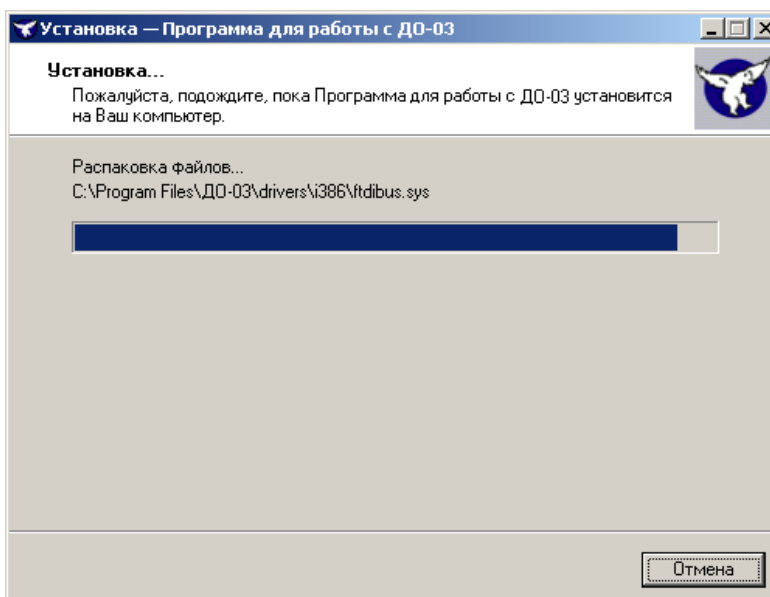 Установка — Программа для работы с ДО-03
Установка...
Пожалуйста, подождите, пока Программа для работы с ДО-03 установится
на Ваш компьютер.
Распаковка файлов...
C:\Program Files\ДО-03\drivers\i386\ftdibus.sys
Отмена